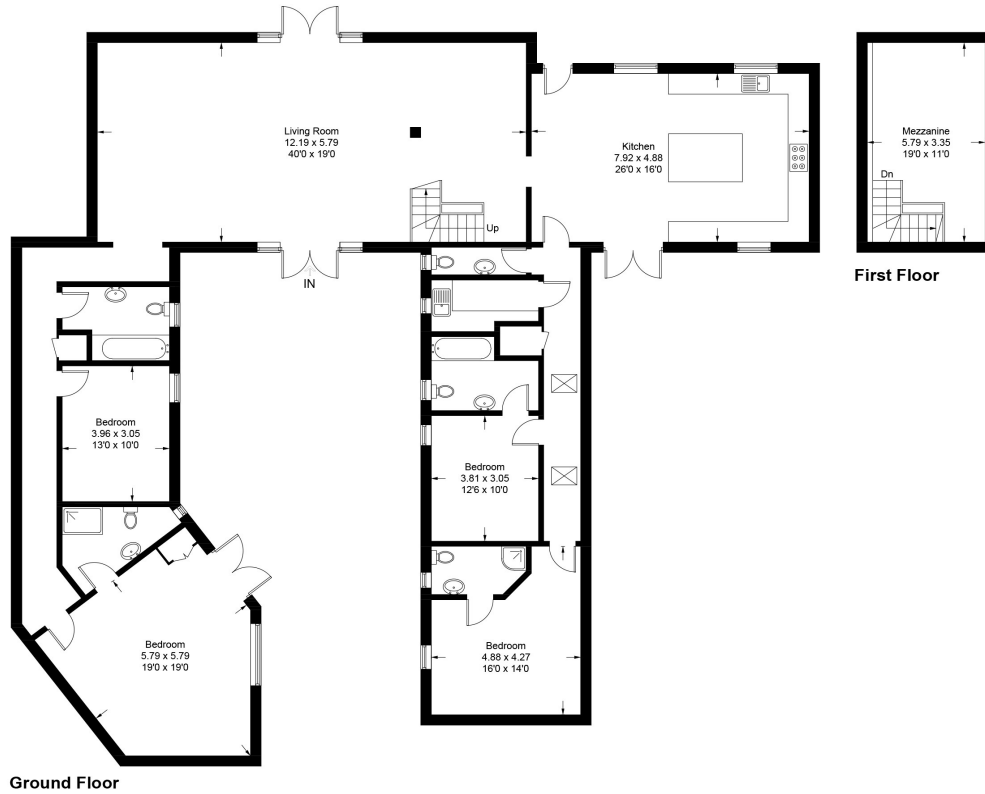 Living Room
12.19 x 5.79
40'0 x 19'0
Kitchen
7.92 x 4.88
26'0 x 16'0
Mezzanine
5.79 x 3.35
19'0 x 11'0
Dn
Up
First Floor
IN
Bedroom
3.96 x 3.05
13'0 x 10'0
Bedroom
3.81 x 3.05
12'6 x 10'0
Bedroom
5.79 x 5.79
19'0 x 19'0
Bedroom
4.88 x 4.27
16'0 x 14'0
Ground Floor